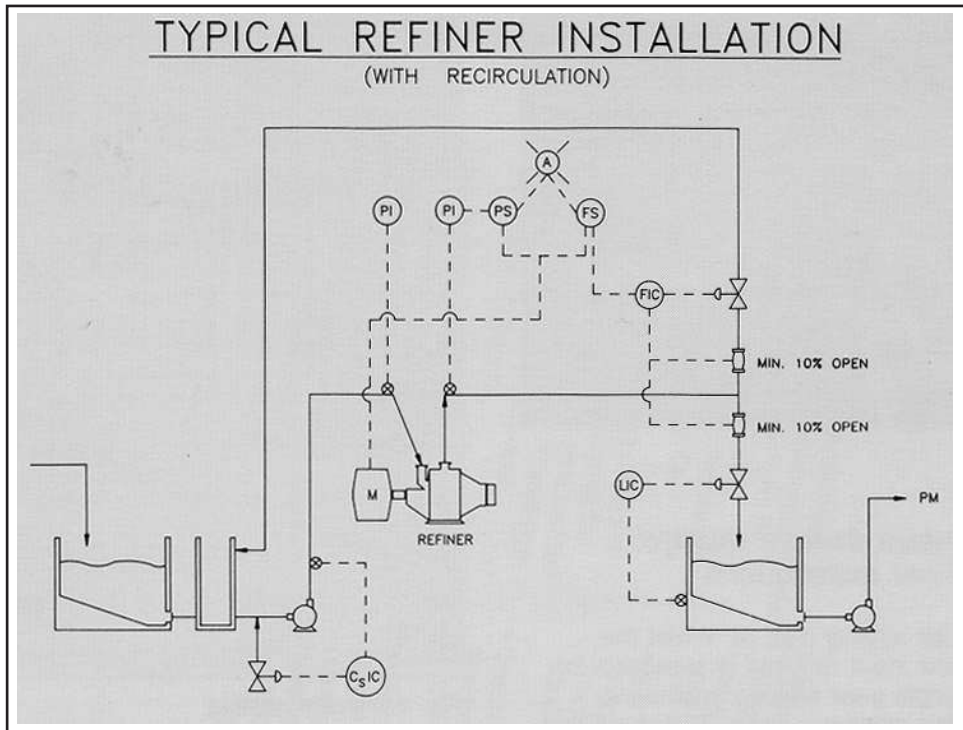 TYPICAL REFINER INSTALLATION
(WITH RECIRCULATION)
A
PI
PI
PS
FS
FIC
MIN. 10% OPEN
MIN. 10% OPEN
LIC
M
PM
REFINER
CSIC